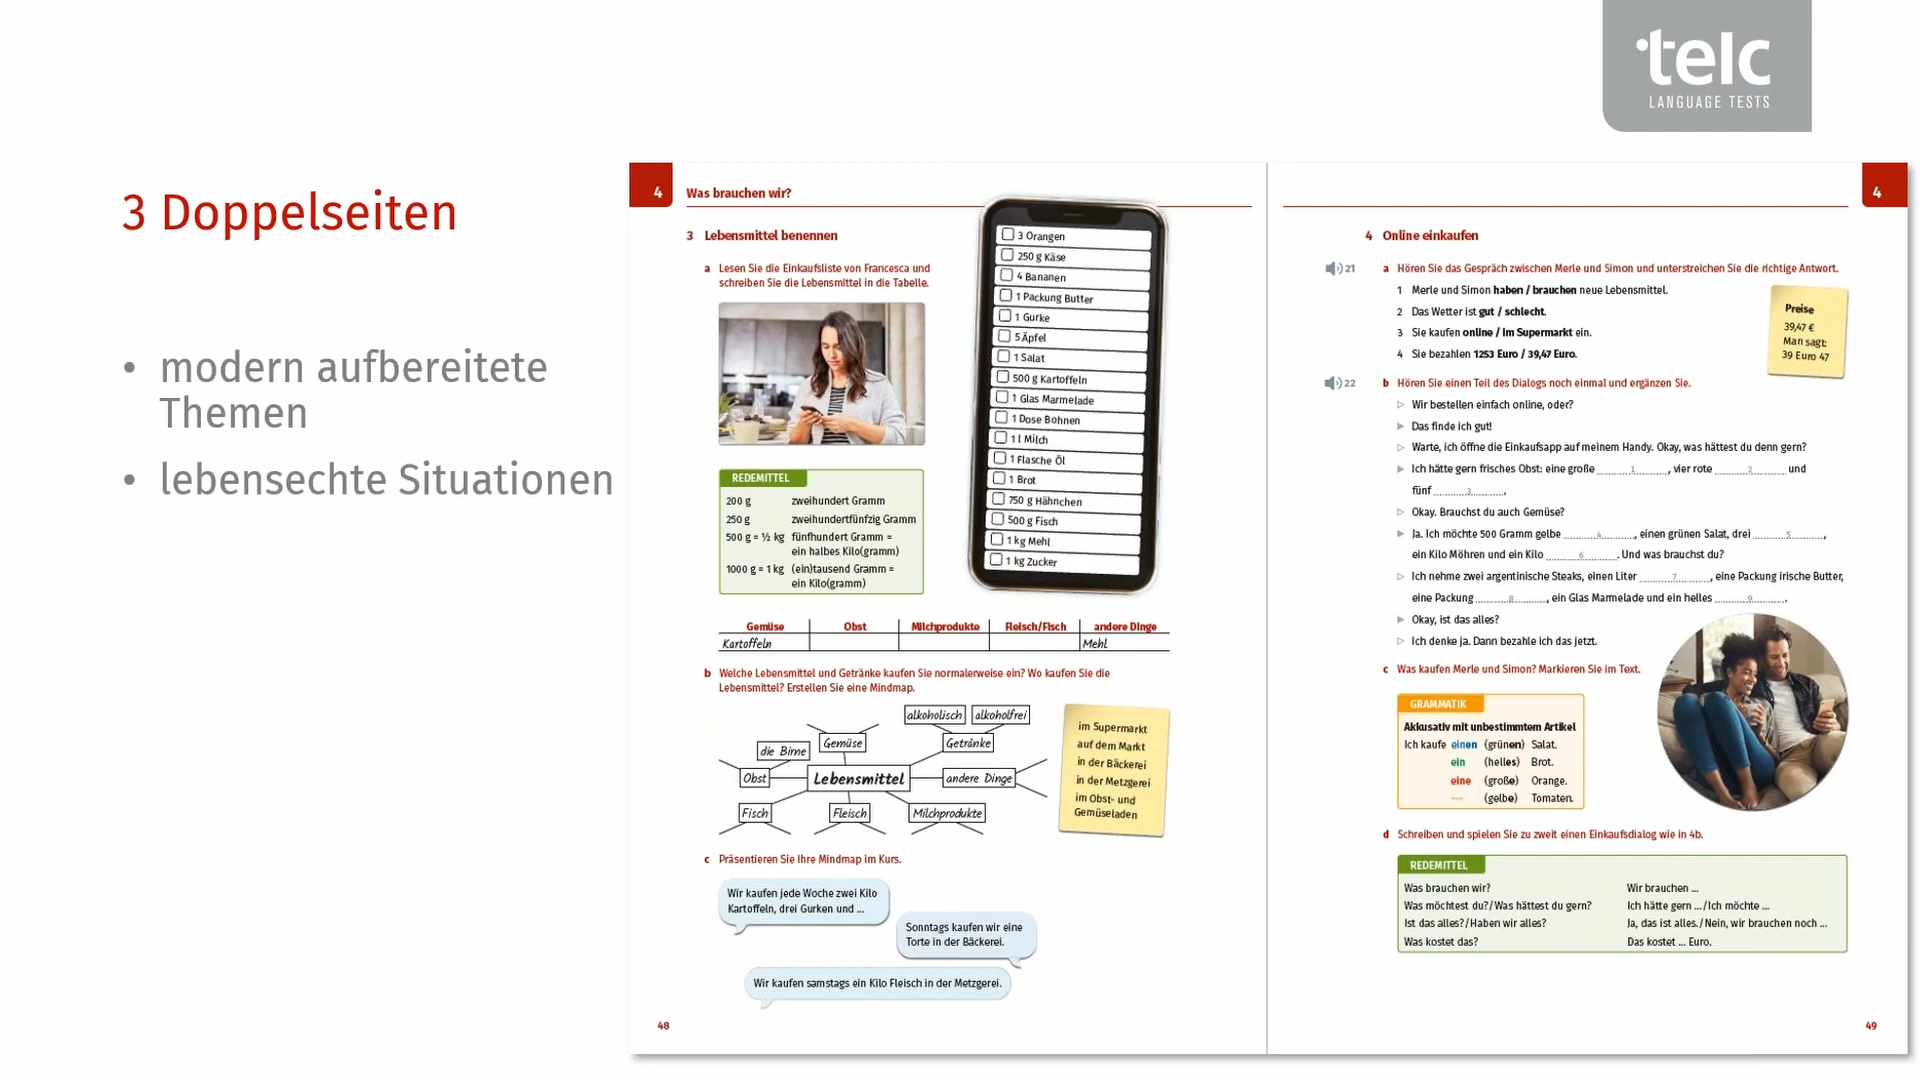 telc
LANGUAGE TESTS
3 Doppelseiten
• modern aufbereitete
Themen
• lebensechte Situationen
4
Was brauchen wir?
3 Lebensmittel benennen
a Lesen Sie die Einkaufsliste von Francesca und
schreiben Sie die Lebensmittel in die Tabelle.
3 Orangen
250 g Käse
4 Bananen
1 Packung Butter
1 Gurke
5 Äpfel
1 Salat
500 g Kartoffeln
1 Glas Marmelade
1 Dose Bohnen
1 l Milch
1 Flasche Öl
1 Brot
750 g Hähnchen
500 g Fisch
1 kg Mehl
1 kg Zucker
REDEMITTEL
200 g zweihundert Gramm
250 g zweihundertfünfzig Gramm
500 g = ½ kg fünfhundert Gramm =
ein halbes Kilo(gramm)
1000 g = 1 kg (ein)tausend Gramm =
ein Kilo(gramm)
Gemüse Obst Milchprodukte Fleisch/Fisch andere Dinge
Kartoffeln Mehl
b Welche Lebensmittel und Getränke kaufen Sie normalerweise ein? Wo kaufen Sie die
Lebensmittel? Erstellen Sie eine Mindmap.
alkoholisch alkoholfrei
die Birne Gemüse Getränke
Obst Lebensmittel andere Dinge
Fisch Fleisch Milchprodukte
im Supermarkt
auf dem Markt
in der Bäckerei
in der Metzgerei
im Obst- und
Gemüseladen
c Präsentieren Sie Ihre Mindmap im Kurs.
Wir kaufen jede Woche zwei Kilo
Kartoffeln, drei Gurken und ...
Sonntags kaufen wir eine
Torte in der Bäckerei.
Wir kaufen samstags ein Kilo Fleisch in der Metzgerei.
48
4
4 Online einkaufen
21 a Hören Sie das Gespräch zwischen Merle und Simon und unterstreichen Sie die richtige Antwort.
1 Merle und Simon haben / brauchen neue Lebensmittel.
2 Das Wetter ist gut / schlecht.
3 Sie kaufen online / im Supermarkt ein.
4 Sie bezahlen 1253 Euro / 39,47 Euro.
Preise
39,47 €
Man sagt:
39 Euro 47
22 b Hören Sie einen Teil des Dialogs noch einmal und ergänzen Sie.
▷ Wir bestellen einfach online, oder?
▶ Das finde ich gut!
▷ Warte, ich öffne die Einkaufsapp auf meinem Handy. Okay, was hättest du denn gern?
▶ Ich hätte gern frisches Obst: eine große ....1...., vier rote ....2.... und
fünf ....3.....
▷ Okay. Brauchst du auch Gemüse?
▶ Ja. Ich möchte 500 Gramm gelbe ....4...., einen grünen Salat, drei ....5....,
ein Kilo Möhren und ein Kilo ....6..... Und was brauchst du?
▷ Ich nehme zwei argentinische Steaks, einen Liter ....7...., eine Packung irische Butter,
eine Packung ....8...., ein Glas Marmelade und ein helles ....9.....
▶ Okay, ist das alles?
▷ Ich denke ja. Dann bezahle ich das jetzt.
c Was kaufen Merle und Simon? Markieren Sie im Text.
GRAMMATIK
Akkusativ mit unbestimmtem Artikel
Ich kaufe einen (grünen) Salat.
ein (helles) Brot.
eine (große) Orange.
--- (gelbe) Tomaten.
d Schreiben und spielen Sie zu zweit einen Einkaufsdialog wie in 4b.
REDEMITTEL
Was brauchen wir? Wir brauchen ...
Was möchtest du?/Was hättest du gern? Ich hätte gern .../Ich möchte ...
Ist das alles?/Haben wir alles? Ja, das ist alles./Nein, wir brauchen noch ...
Was kostet das? Das kostet ... Euro.
49